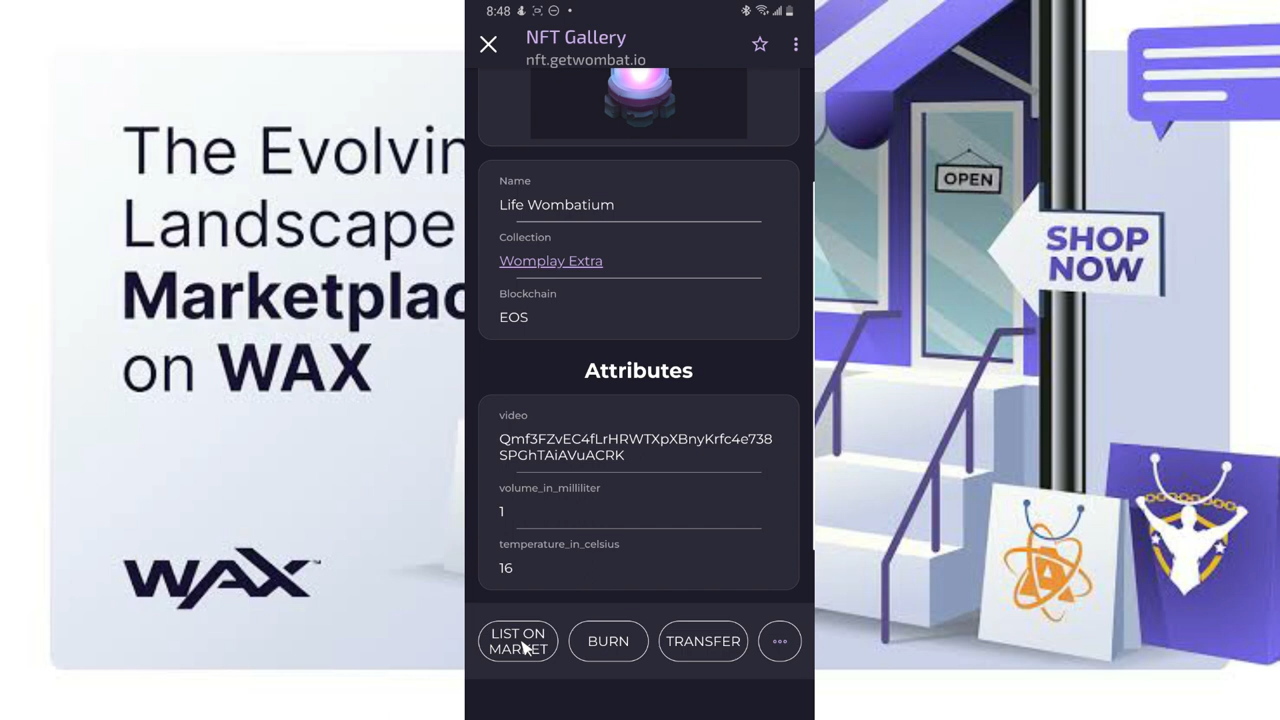 The Evolvin
Landscape
Marketplac
on WAX
WAX
8:48
NFT Gallery
nft.getwombat.io
Name
Life Wombatium
Collection
Womplay Extra
Blockchain
EOS
Attributes
video
Qmf3FZvEC4fLrHRWTXpXBnyKrfc4e738
SPGhTAiAVuACRK
volume_in_milliliter
1
temperature_in_celsius
16
LIST ON
MARKET
BURN
TRANSFER
OPEN
SHOP
NOW